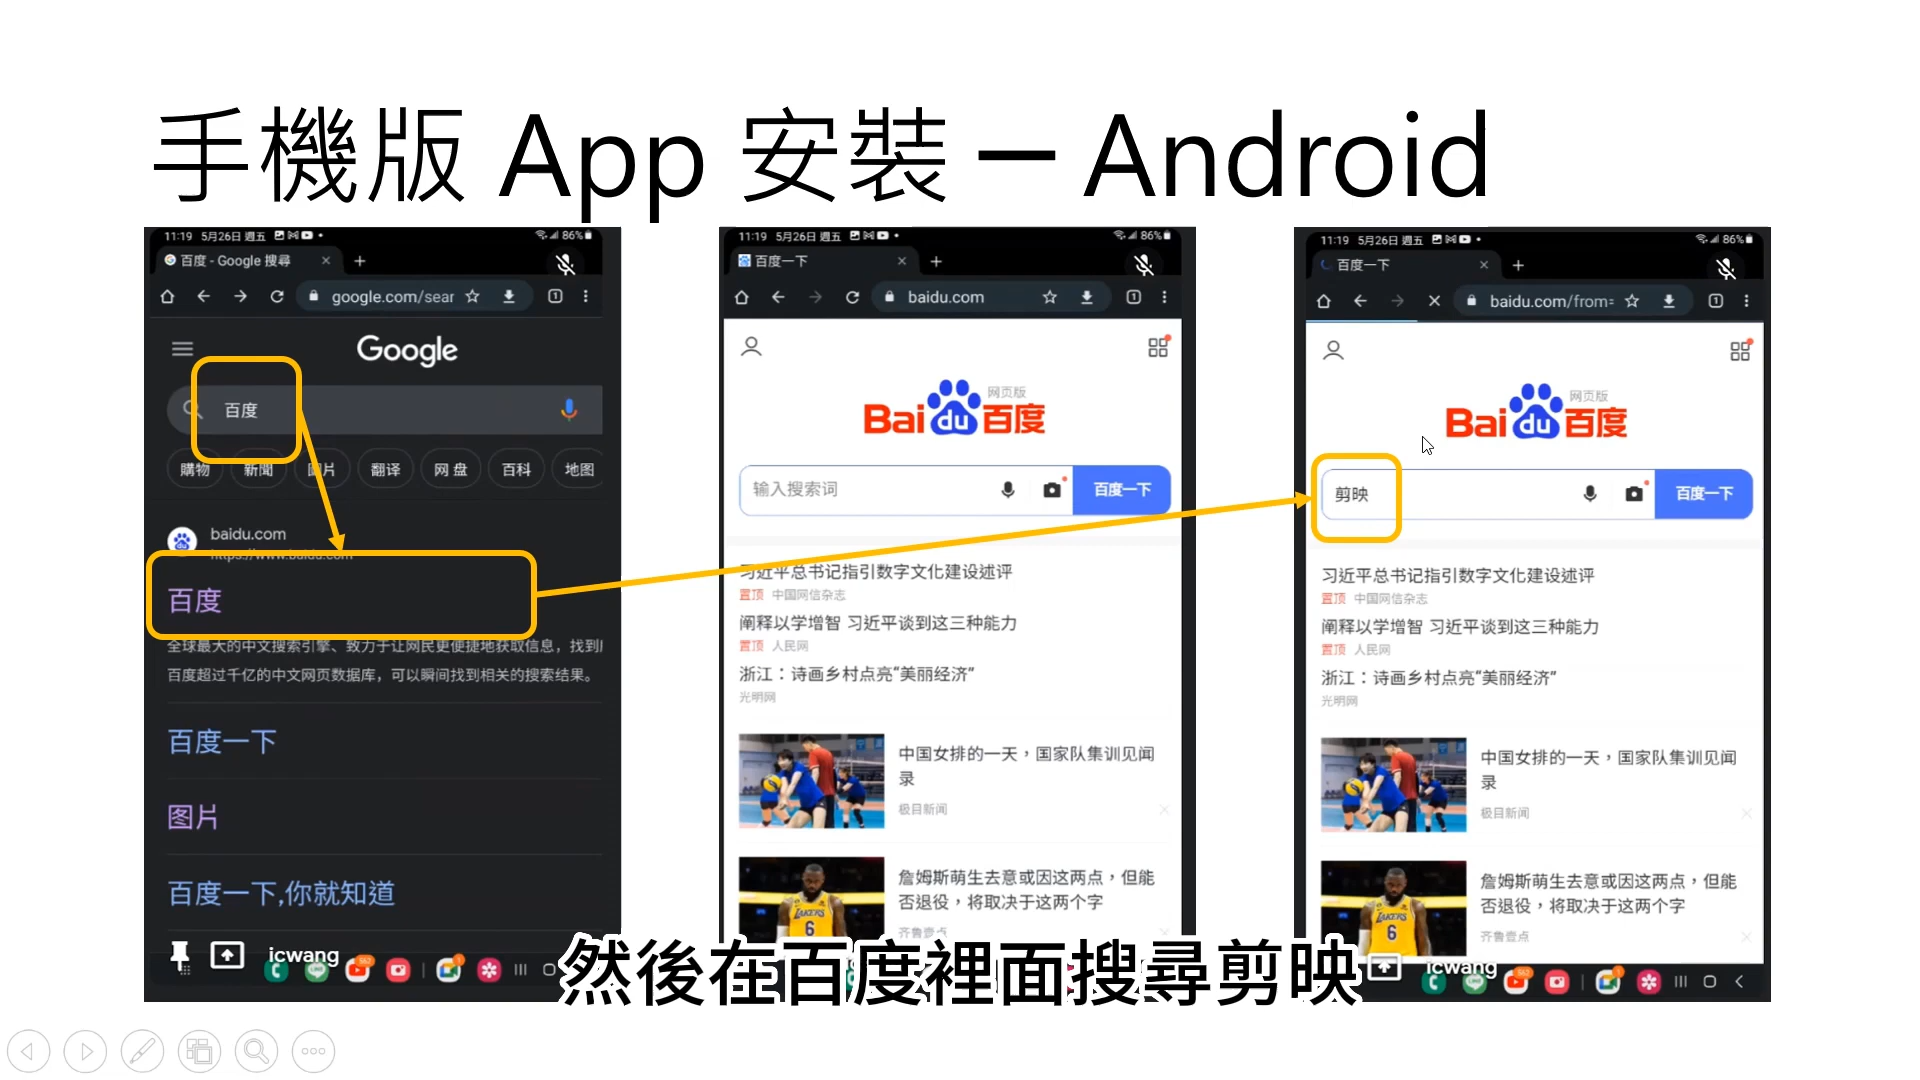 手機版 App 安裝 － Android
11:19 5月26日 週五
86%
百度 - Google 搜尋
google.com/sear
1
Google
百度
購物
新聞
图片
翻译
网 盘
百科
地图
baidu.com
https://www.baidu.com
百度
全球最大的中文搜索引擎、致力于让网民更便捷地获取信息，找到
百度超过千亿的中文网页数据库，可以瞬间找到相关的搜索结果。
百度一下
图片
百度一下,你就知道
icwang
11:19 5月26日 週五
86%
百度一下
baidu.com
1
网页版
Bai du 百度
输入搜索词
百度一下
习近平总书记指引数字文化建设述评
置顶 中国网信杂志
阐释以学增智 习近平谈到这三种能力
置顶 人民网
浙江：诗画乡村点亮“美丽经济”
光明网
中国女排的一天，国家队集训见闻
录
极目新闻
LAKERS
6
詹姆斯萌生去意或因这两点，但能
否退役，将取决于这两个字
齐鲁壹点
11:19 5月26日 週五
86%
百度一下
baidu.com/from=
1
网页版
Bai du 百度
剪映
百度一下
习近平总书记指引数字文化建设述评
置顶 中国网信杂志
阐释以学增智 习近平谈到这三种能力
置顶 人民网
浙江：诗画乡村点亮“美丽经济”
光明网
中国女排的一天，国家队集训见闻
录
极目新闻
LAKERS
6
詹姆斯萌生去意或因这两点，但能
否退役，将取决于这两个字
齐鲁壹点
icwang
然後在百度裡面搜尋剪映